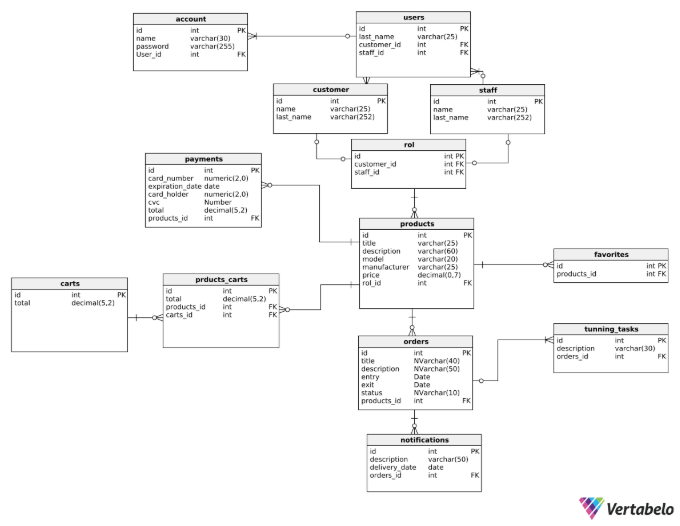 account
id int PK
name varchar(30)
password varchar(255)
User_id int FK
users
id int PK
last_name varchar(25)
customer_id int FK
staff_id int FK
customer
id int PK
name varchar(25)
last_name varchar(252)
staff
id int PK
name varchar(25)
last_name varchar(252)
rol
id int PK
customer_id int FK
staff_id int FK
payments
id int PK
card_number numeric(2,0)
expiration_date date
card_holder numeric(2,0)
cvc Number
total decimal(5,2)
products_id int FK
products
id int PK
title varchar(25)
description varchar(60)
model varchar(20)
manufacturer varchar(25)
price decimal(0,7)
rol_id int FK
favorites
id int PK
products_id int FK
carts
id int PK
total decimal(5,2)
prducts_carts
id int PK
total decimal(5,2)
products_id int FK
carts_id int FK
orders
id int PK
title NVarchar(40)
description NVarchar(50)
entry Date
exit Date
status NVarchar(10)
products_id int FK
tunning_tasks
id int PK
description varchar(30)
orders_id int FK
notifications
id int PK
description varchar(50)
delivery_date date
orders_id int FK
Vertabelo